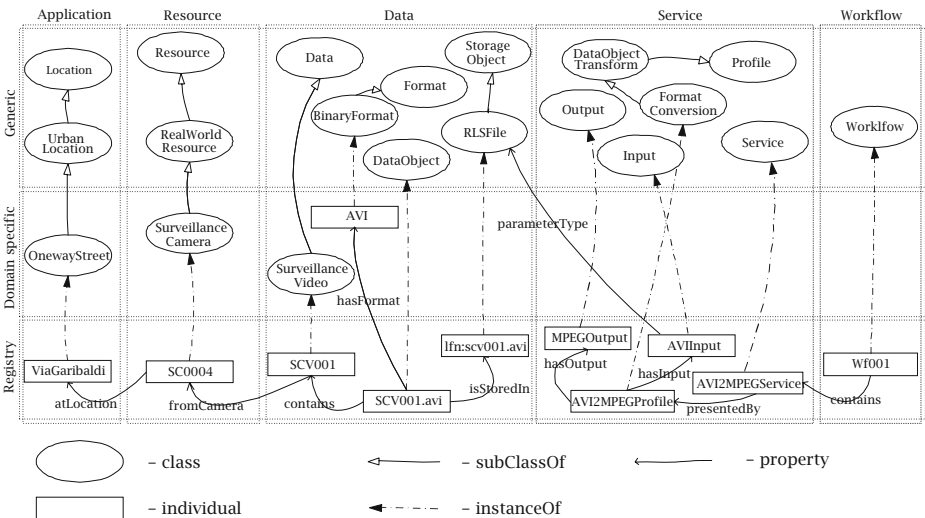 Application Resource Data Service Workflow
Generic
Location
Urban
Location
Resource
RealWorld
Resource
Data
Format
BinaryFormat
DataObject
Storage
Object
RLSFile
DataObject
Transform
Profile
Output
Format
Conversion
Input
Service
Worklfow
Domain specific
OnewayStreet
Surveillance
Camera
Surveillance
Video
AVI
hasFormat
parameterType
Registry
ViaGaribaldi
atLocation
SC0004
fromCamera
SCV001
contains
SCV001.avi
lfn:scv001.avi
isStoredIn
MPEGOutput
hasOutput
AVIInput
hasInput
AVI2MPEGProfile
AVI2MPEGService
presentedBy
Wf001
contains
– class
– subClassOf
– property
– individual
– instanceOf